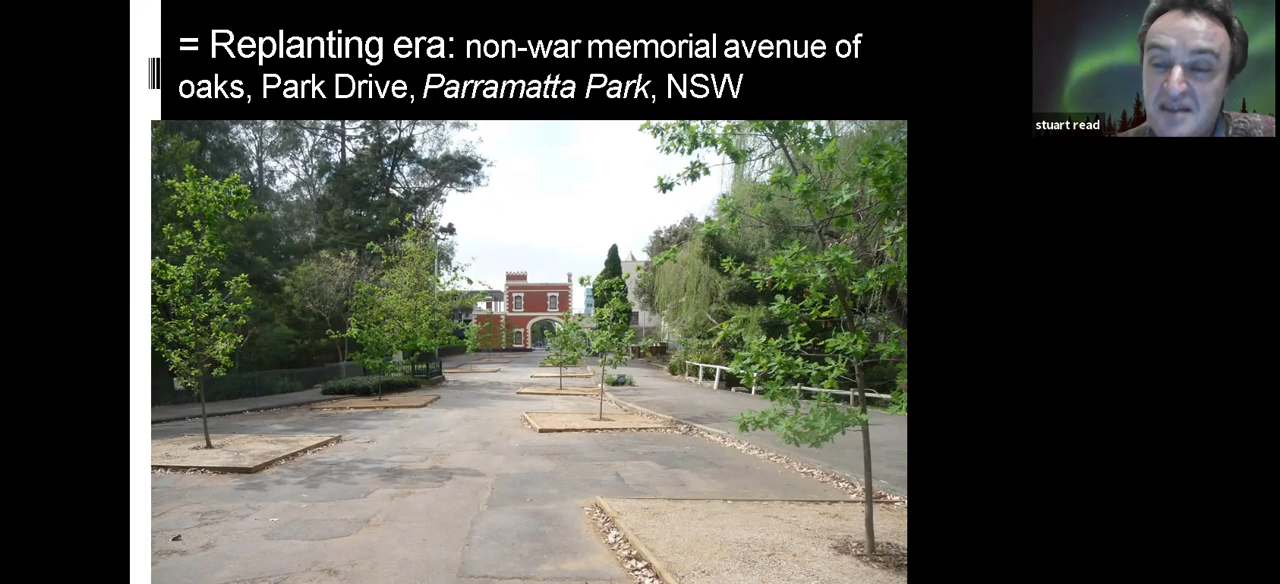 = Replanting era: non-war memorial avenue of
oaks, Park Drive, Parramatta Park, NSW
stuart read